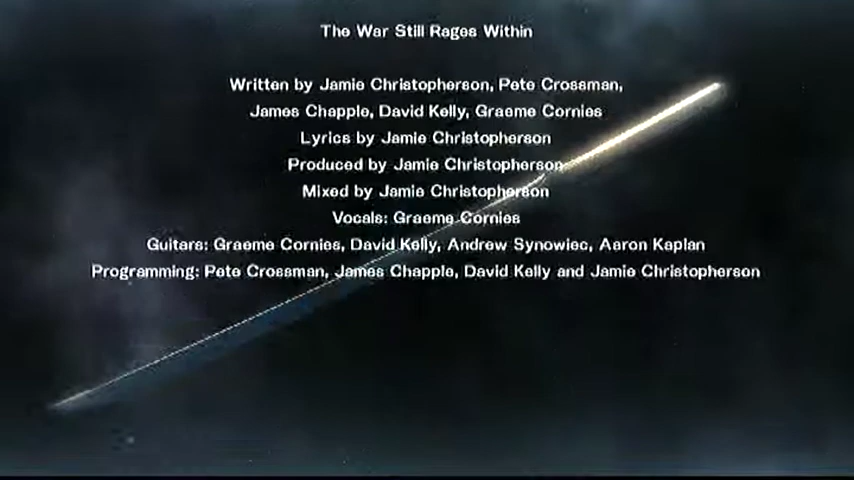 The War Still Rages Within
Written by Jamie Christopherson, Pete Crossman,
James Chapple, David Kelly, Graeme Cornies
Lyrics by Jamie Christopherson
Produced by Jamie Christopherson
Mixed by Jamie Christopherson
Vocals: Graeme Cornies
Guitars: Graeme Cornies, David Kelly, Andrew Synowiec, Aaron Kaplan
Programming: Pete Crossman, James Chapple, David Kelly and Jamie Christopherson